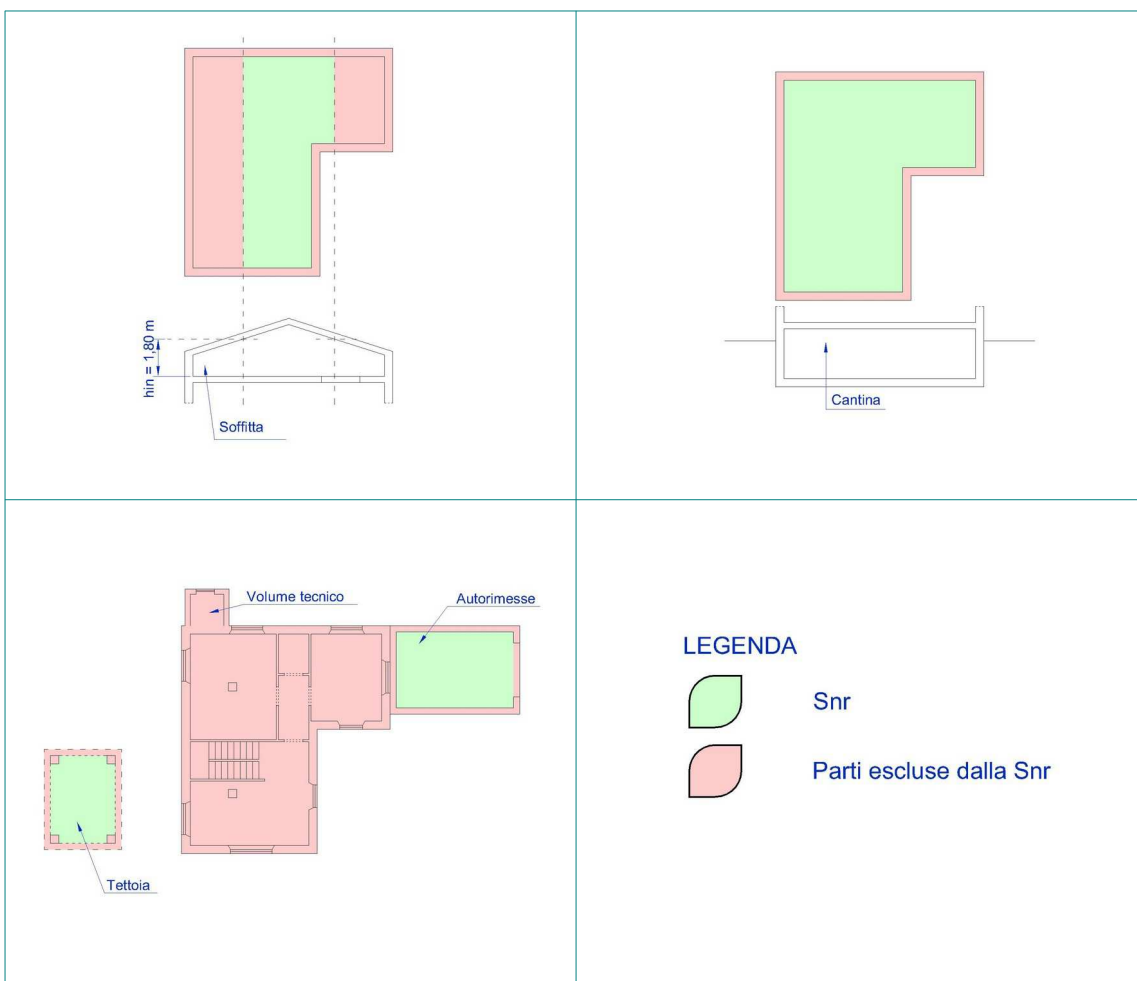 hin = 1,80 m
Soffitta
Cantina
Volume tecnico
Autorimesse
Tettoia
LEGENDA
Snr
Parti escluse dalla Snr